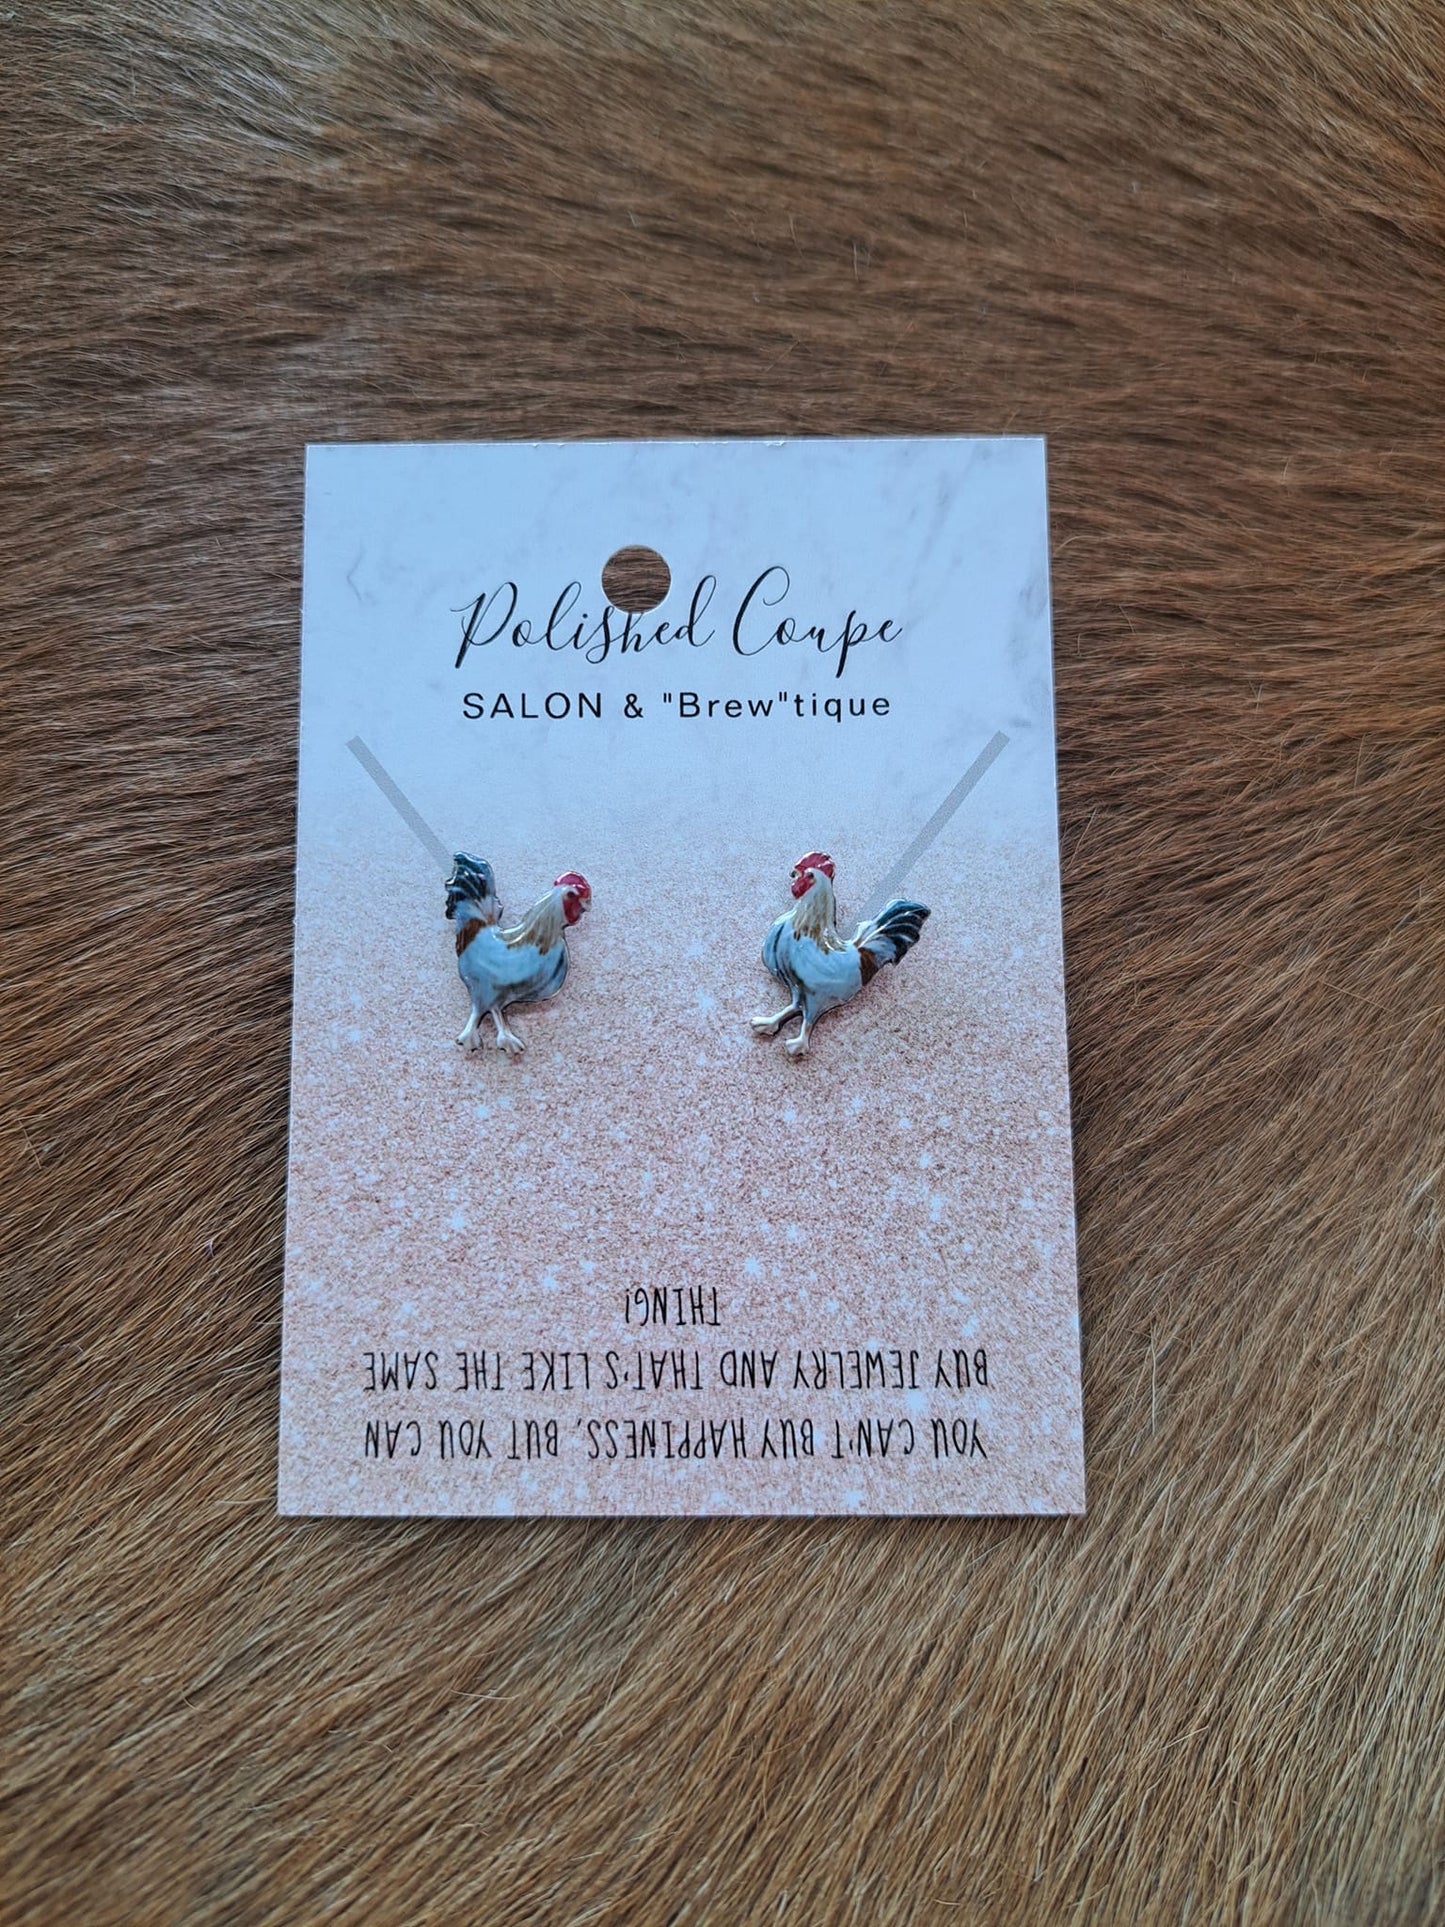 Polished Coupe
SALON & "Brew"tique
YOU CAN'T BUY HAPPINESS, BUT YOU CAN
BUY JEWELRY AND THAT'S LIKE THE SAME
THING!